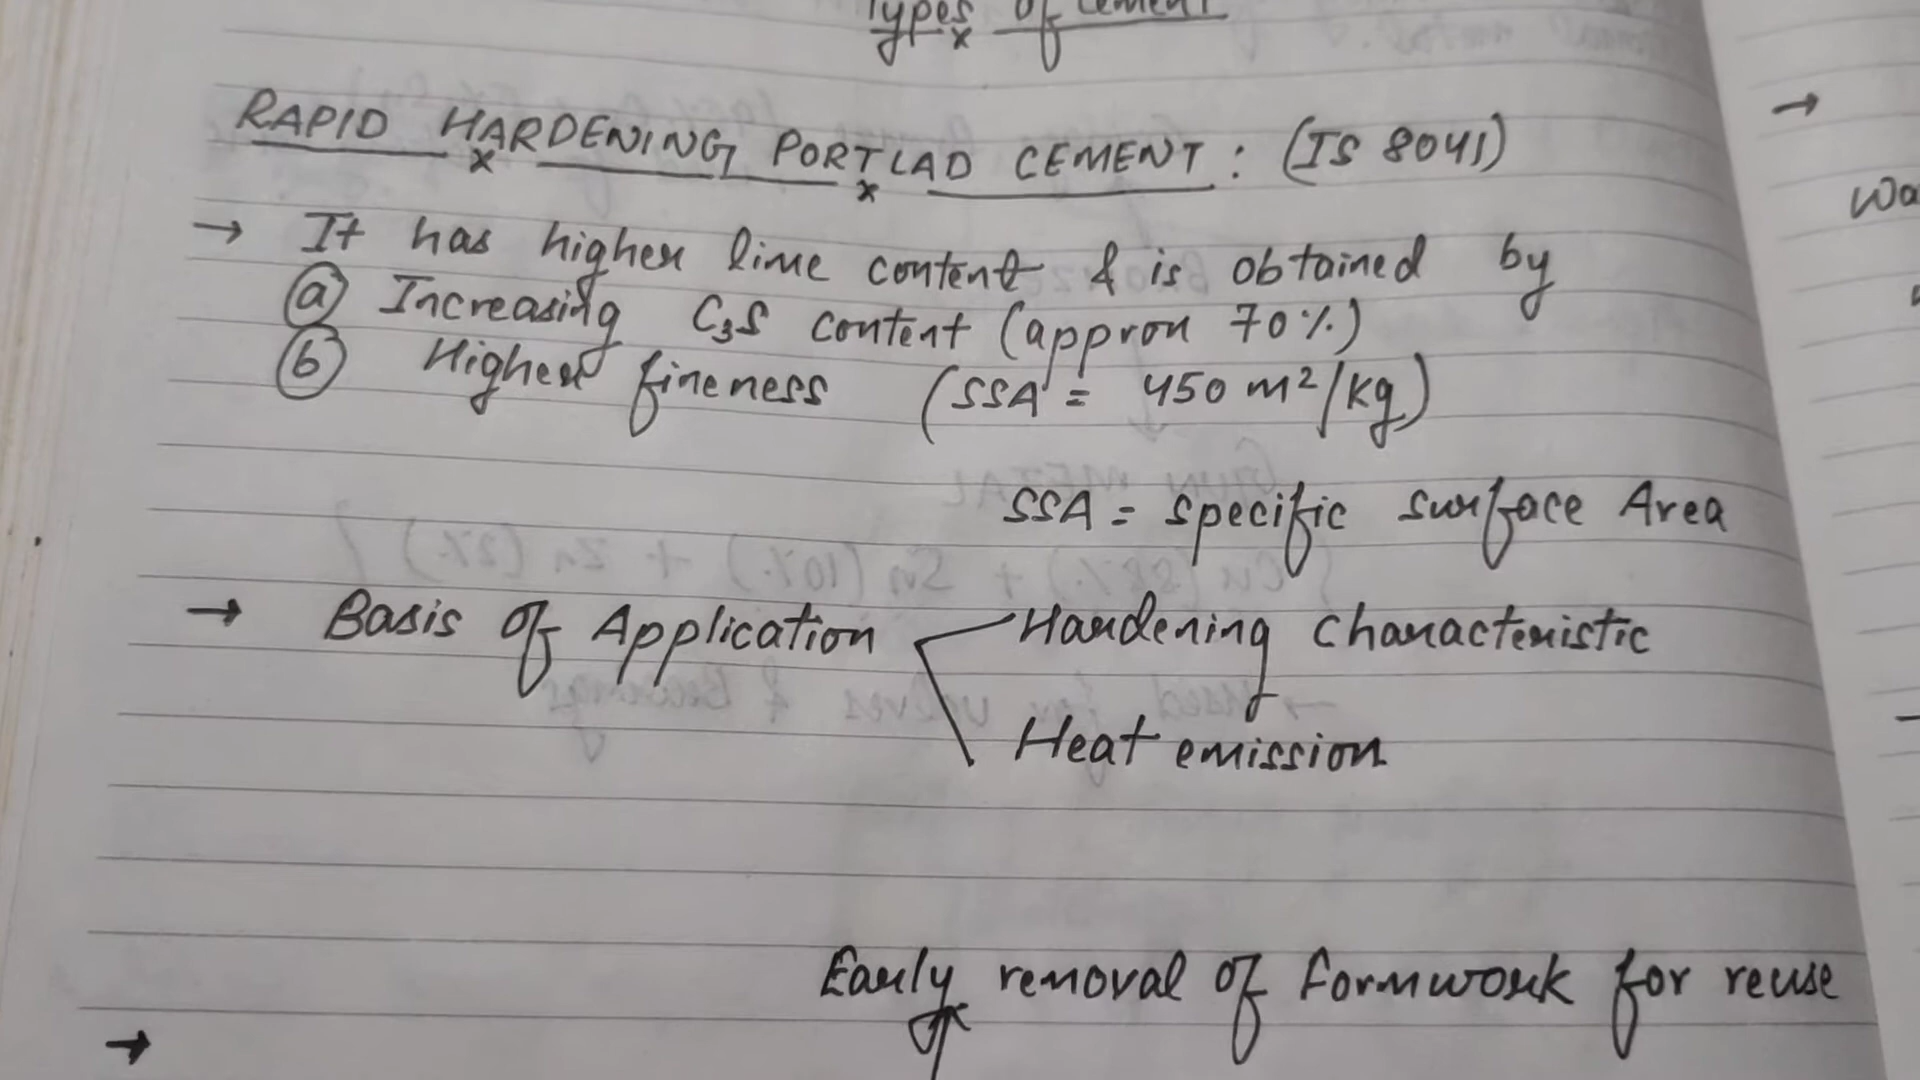 Types of Cement
RAPID HARDENING PORTLAD CEMENT : (IS 8041)
→ It has higher lime content & is obtained by
(a) Increasing C₃S content (approx 70%)
(b) Higher fineness (SSA = 450 m²/kg)
SSA = Specific Surface Area
→ Basis of Application
Hardening characteristic
Heat emission
Early removal of formwork for reuse
→